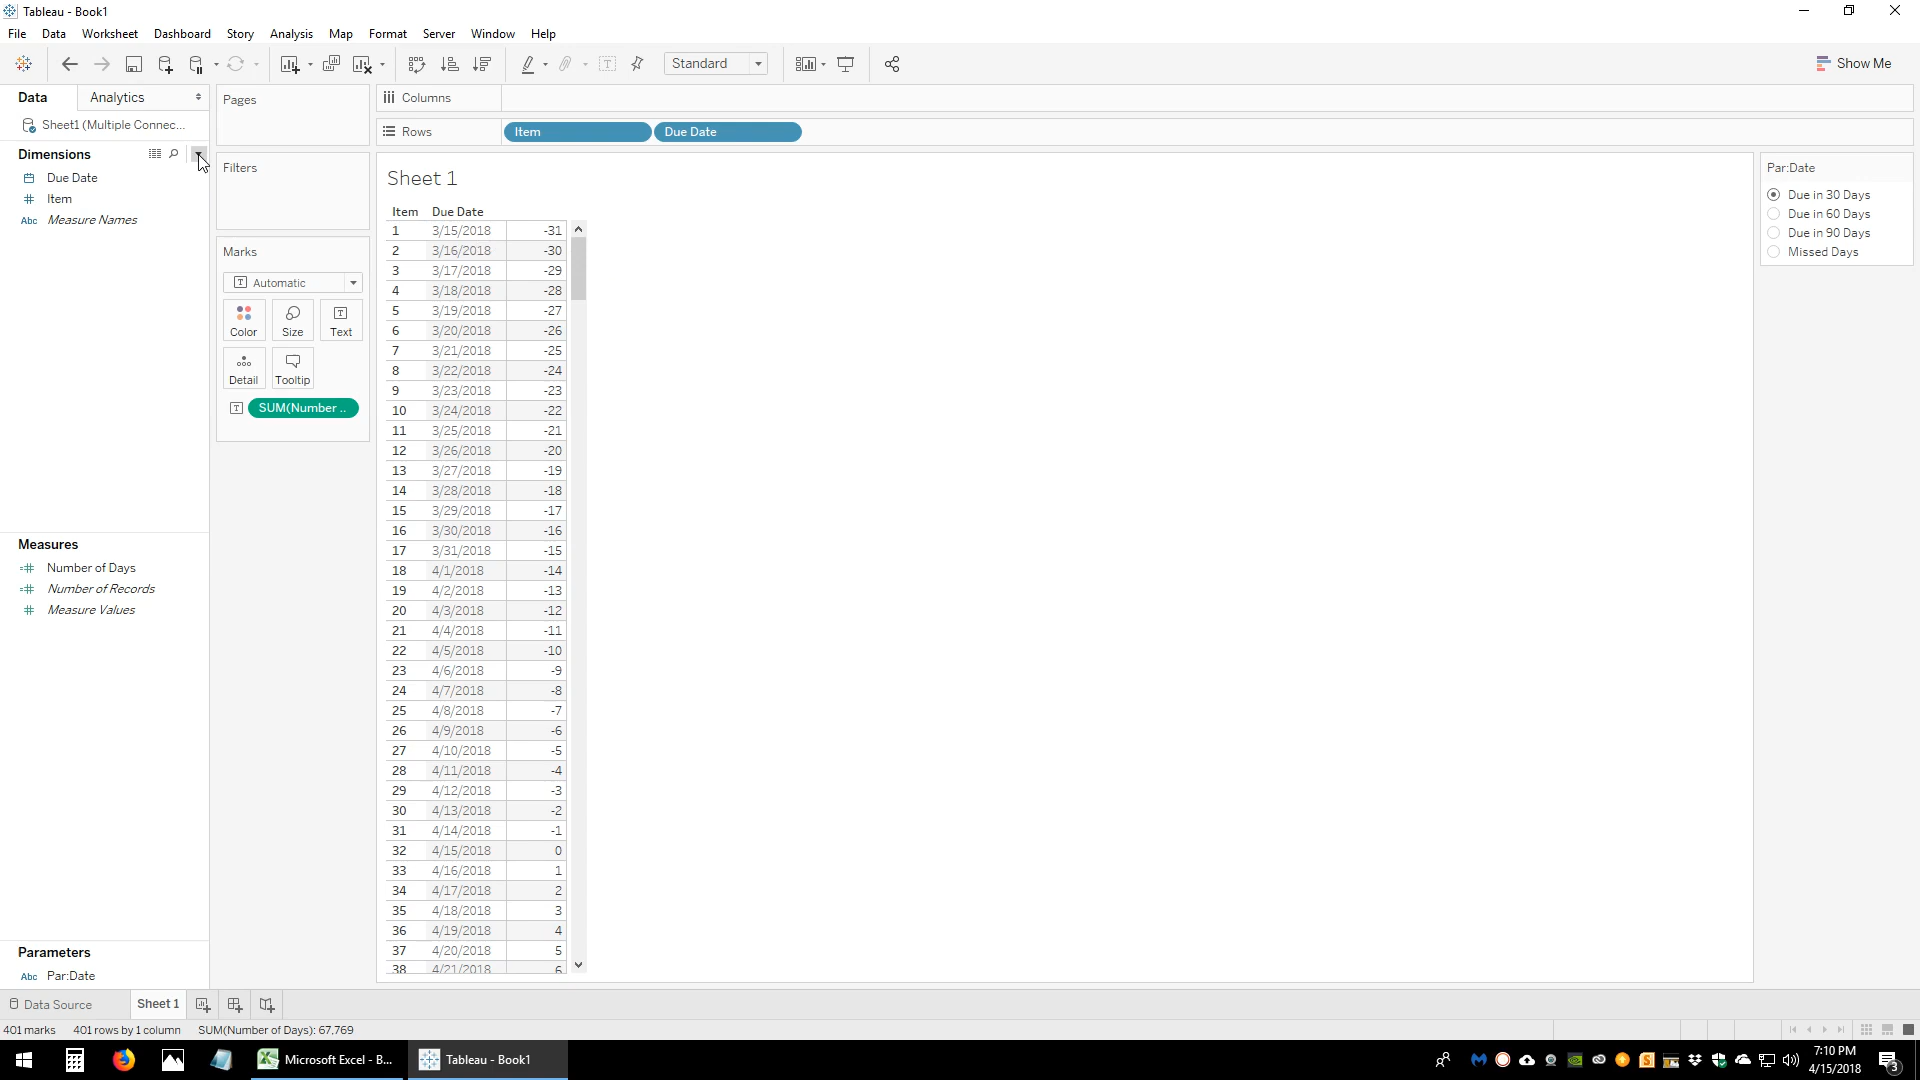 Tableau - Book1
File Data Worksheet Dashboard Story Analysis Map Format Server Window Help
Standard
Show Me
Data Analytics
Sheet1 (Multiple Connec...
Dimensions
Due Date
Item
Abc Measure Names
Measures
Number of Days
Number of Records
Measure Values
Parameters
Abc Par:Date
Pages
Filters
Marks
Automatic
Color Size Text
Detail Tooltip
SUM(Number ..
Columns
Rows Item Due Date
Sheet 1
Item Due Date
1 3/15/2018 -31
2 3/16/2018 -30
3 3/17/2018 -29
4 3/18/2018 -28
5 3/19/2018 -27
6 3/20/2018 -26
7 3/21/2018 -25
8 3/22/2018 -24
9 3/23/2018 -23
10 3/24/2018 -22
11 3/25/2018 -21
12 3/26/2018 -20
13 3/27/2018 -19
14 3/28/2018 -18
15 3/29/2018 -17
16 3/30/2018 -16
17 3/31/2018 -15
18 4/1/2018 -14
19 4/2/2018 -13
20 4/3/2018 -12
21 4/4/2018 -11
22 4/5/2018 -10
23 4/6/2018 -9
24 4/7/2018 -8
25 4/8/2018 -7
26 4/9/2018 -6
27 4/10/2018 -5
28 4/11/2018 -4
29 4/12/2018 -3
30 4/13/2018 -2
31 4/14/2018 -1
32 4/15/2018 0
33 4/16/2018 1
34 4/17/2018 2
35 4/18/2018 3
36 4/19/2018 4
37 4/20/2018 5
38 4/21/2018 6
Par:Date
Due in 30 Days
Due in 60 Days
Due in 90 Days
Missed Days
Data Source Sheet 1
401 marks 401 rows by 1 column SUM(Number of Days): 67,769
Microsoft Excel - B... Tableau - Book1
7:10 PM
4/15/2018
3